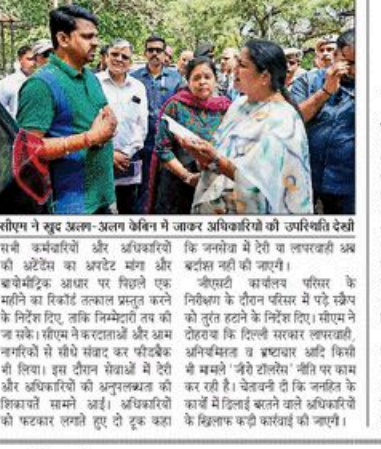 सीएम ने खुद अलग-अलग केबिन में जाकर अधिकारियों की उपस्थिति देखी
सभी कर्मचारियों और अधिकारियों
की अटेंडेंस का अपडेट मांगा और
बायोमीट्रिक आधार पर पिछले एक
महीने का रिकॉर्ड तत्काल प्रस्तुत करने
के निर्देश दिए, ताकि जिम्मेदारी तय की
जा सके। सीएम ने करदाताओं और आम
नागरिकों से सीधे संवाद कर फीडबैक
भी लिया। इस दौरान सेवाओं में देरी
और अधिकारियों की अनुपलब्धता की
शिकायतें सामने आईं। अधिकारियों
को फटकार लगाते हुए दो टूक कहा
कि जनसेवा में देरी या लापरवाही अब
बर्दाश्त नहीं की जाएगी।
जीएसटी कार्यालय परिसर के
निरीक्षण के दौरान परिसर में पड़े स्क्रैप
को तुरंत हटाने के निर्देश दिए। सीएम ने
दोहराया कि दिल्ली सरकार लापरवाही,
अनियमितता व भ्रष्टाचार आदि किसी
भी मामले 'जीरो टॉलरेंस' नीति पर काम
कर रही है। चेतावनी दी कि जनहित के
कार्यों में ढिलाई बरतने वाले अधिकारियों
के खिलाफ कड़ी कार्रवाई की जाएगी।